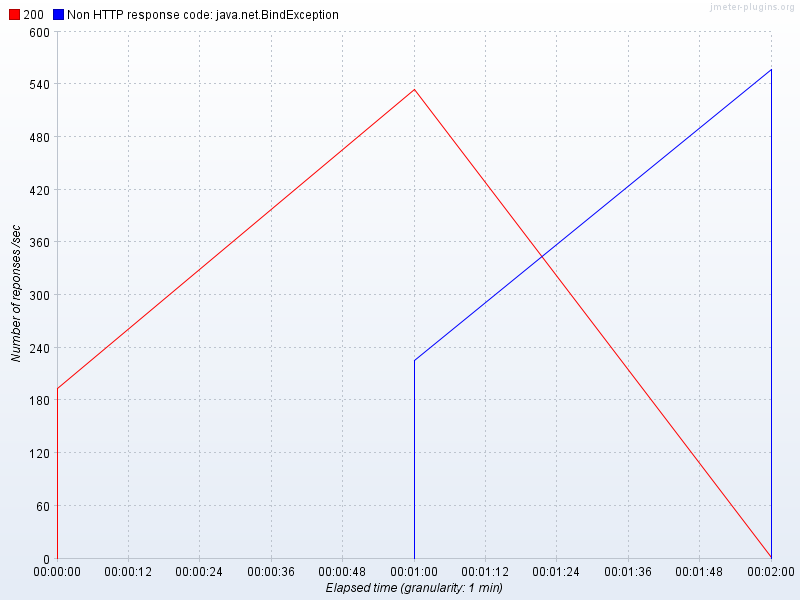 200 Non HTTP response code: java.net.BindException
jmeter-plugins.org
600
540
480
420
360
300
240
180
120
60
0
Number of reponses /sec
00:00:00 00:00:12 00:00:24 00:00:36 00:00:48 00:01:00 00:01:12 00:01:24 00:01:36 00:01:48 00:02:00
Elapsed time (granularity: 1 min)